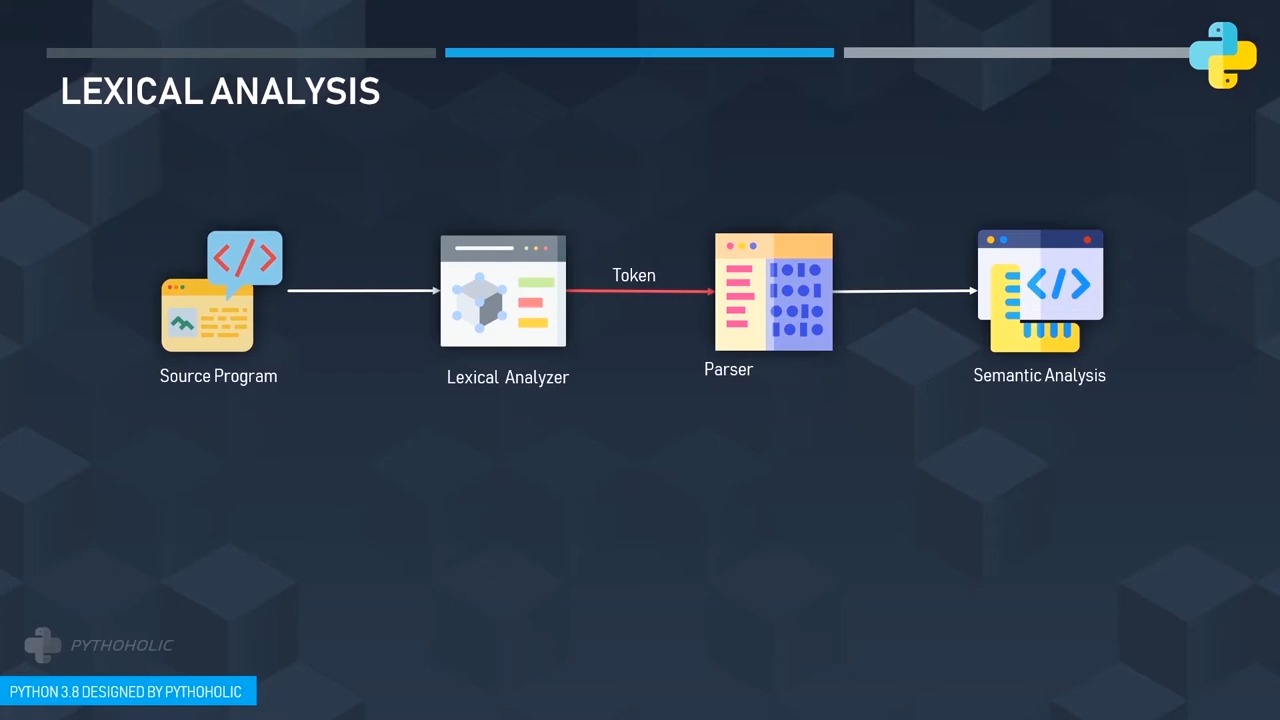 LEXICAL ANALYSIS
Token
Source Program
Lexical Analyzer
Parser
Semantic Analysis
PYTHOHOLIC
PYTHON 3.8 DESIGNED BY PYTHOHOLIC